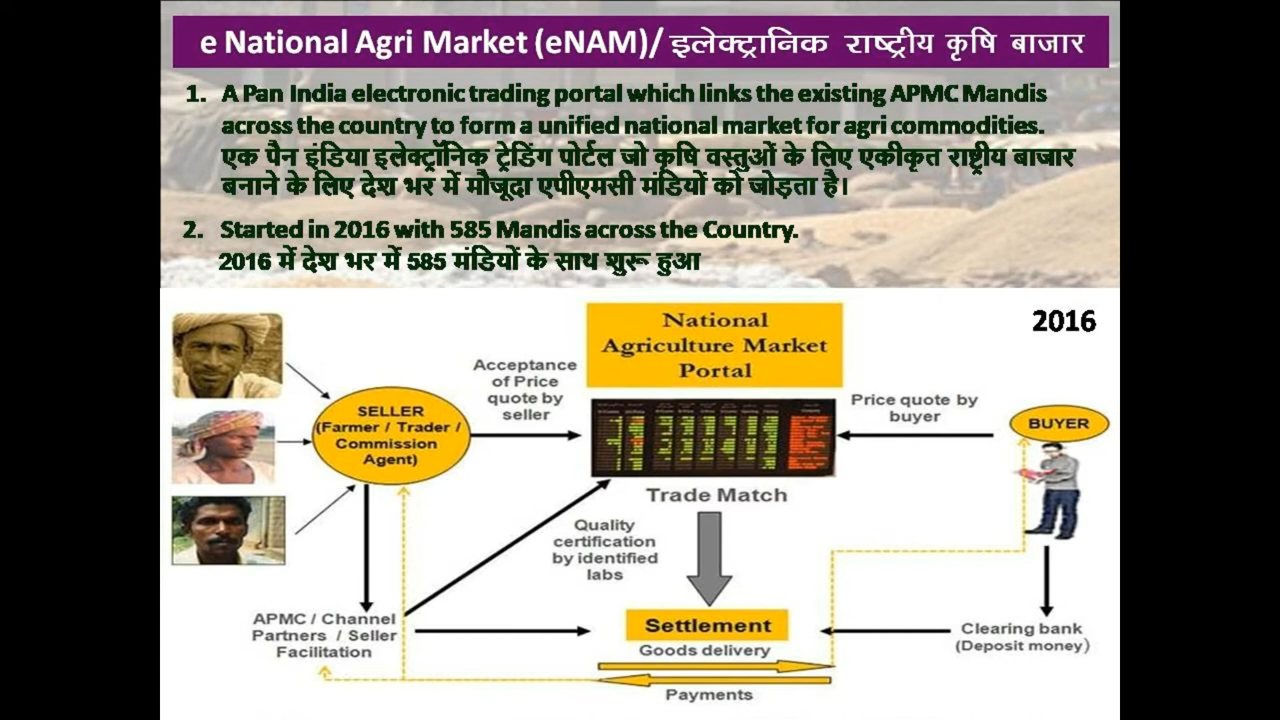 e National Agri Market (eNAM)/ इलेक्ट्रानिक राष्ट्रीय कृषि बाजार
1. A Pan India electronic trading portal which links the existing APMC Mandis
across the country to form a unified national market for agri commodities.
एक पैन इंडिया इलेक्ट्रॉनिक ट्रेडिंग पोर्टल जो कृषि वस्तुओं के लिए एकीकृत राष्ट्रीय बाजार
बनाने के लिए देश भर में मौजूदा एपीएमसी मंडियों को जोड़ता है।
2. Started in 2016 with 585 Mandis across the Country.
2016 में देश भर में 585 मंडियों के साथ शुरू हुआ
2016
National
Agriculture Market
Portal
Acceptance
of Price
quote by
seller
Price quote by
buyer
SELLER
(Farmer / Trader /
Commission
Agent)
BUYER
Trade Match
Quality
certification
by identified
labs
APMC / Channel
Partners / Seller
Facilitation
Settlement
Goods delivery
Payments
Clearing bank
(Deposit money)